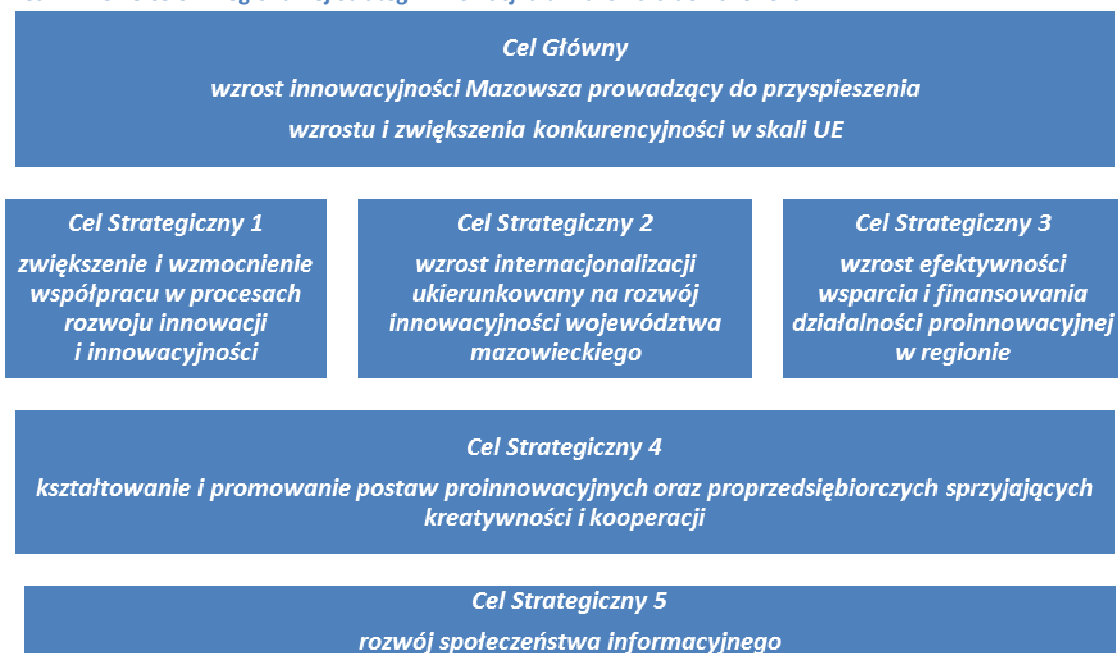 Cel Główny
wzrost innowacyjności Mazowsza prowadzący do przyspieszenia
wzrostu i zwiększenia konkurencyjności w skali UE
Cel Strategiczny 1
zwiększenie i wzmocnienie
współpracu w procesach
rozwoju innowacji
i innowacyjności
Cel Strategiczny 2
wzrost internacjonalizacji
ukierunkowany na rozwój
innowacyjności województwa
mazowieckiego
Cel Strategiczny 3
wzrost efektywności
wsparcia i finansowania
działalności proinnowacyjnej
w regionie
Cel Strategiczny 4
kształtowanie i promowanie postaw proinnowacyjnych oraz proprzedsiębiorczych sprzyjających
kreatywności i kooperacji
Cel Strategiczny 5
rozwój społeczeństwa informacyjnego